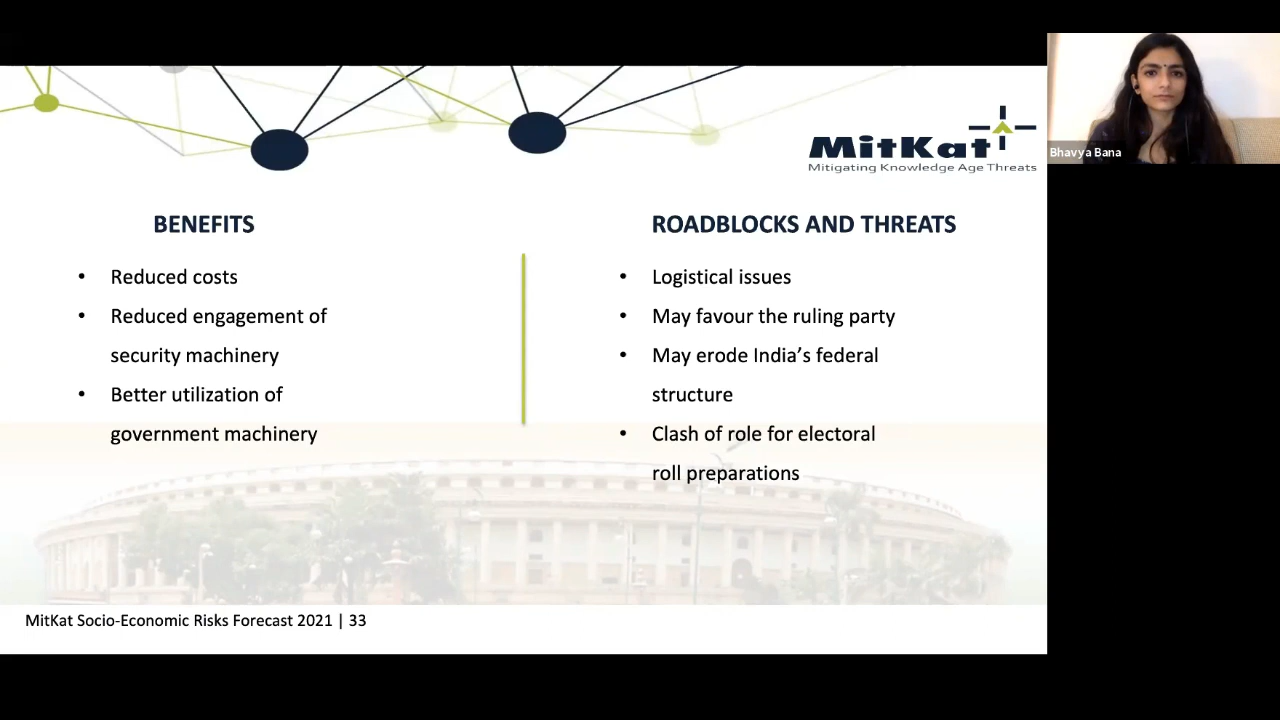 MitKat
Mitigating Knowledge Age Threats
Bhavya Bana
BENEFITS
• Reduced costs
• Reduced engagement of
security machinery
• Better utilization of
government machinery
ROADBLOCKS AND THREATS
• Logistical issues
• May favour the ruling party
• May erode India’s federal
structure
• Clash of role for electoral
roll preparations
MitKat Socio-Economic Risks Forecast 2021 | 33